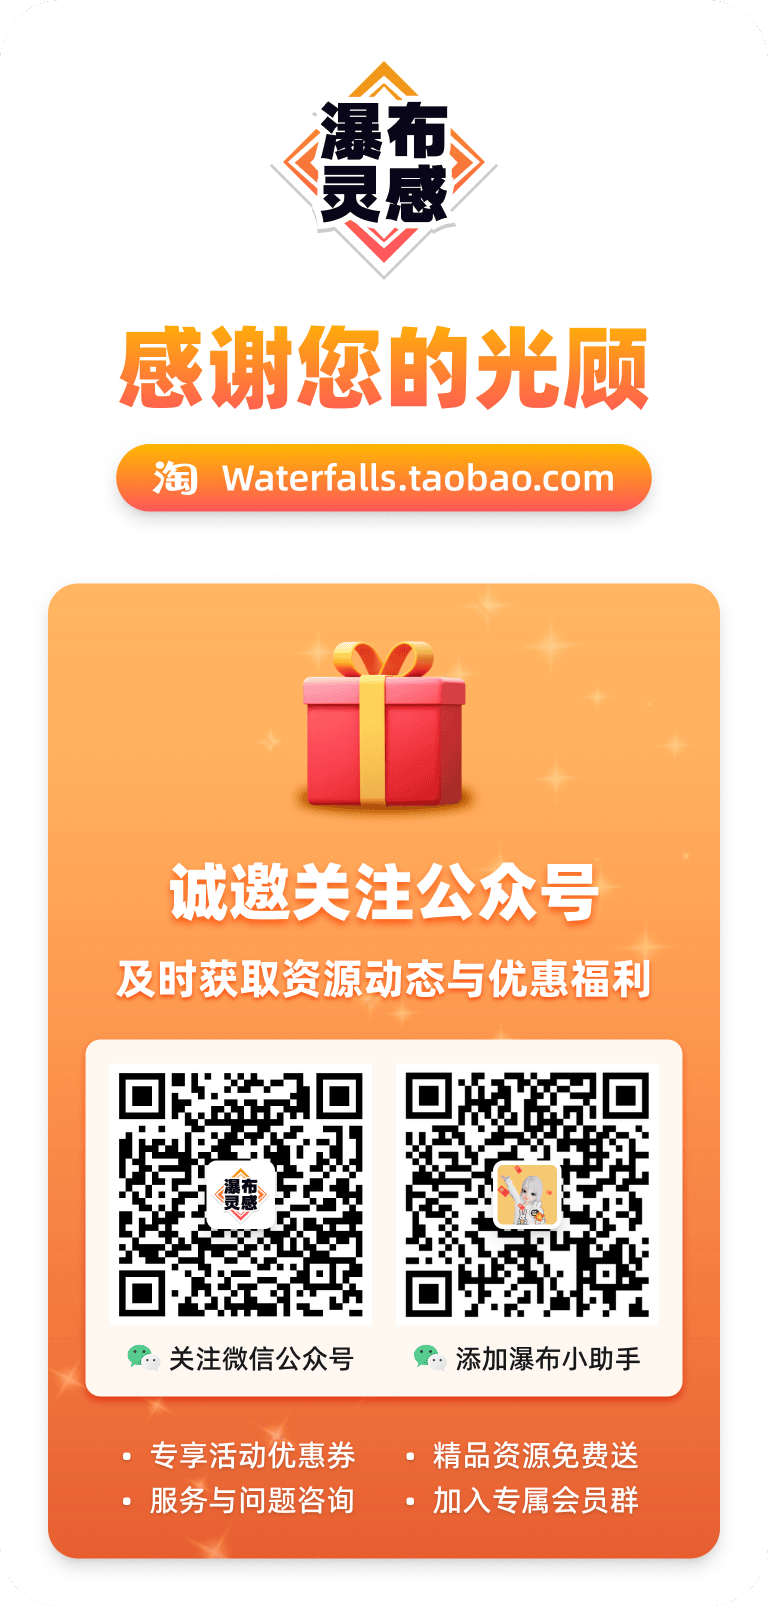 瀑布
灵感
感谢您的光顾
淘 Waterfalls.taobao.com
诚邀关注公众号
及时获取资源动态与优惠福利
瀑布
灵感
关注微信公众号
添加瀑布小助手
• 专享活动优惠券
• 精品资源免费送
• 服务与问题咨询
• 加入专属会员群